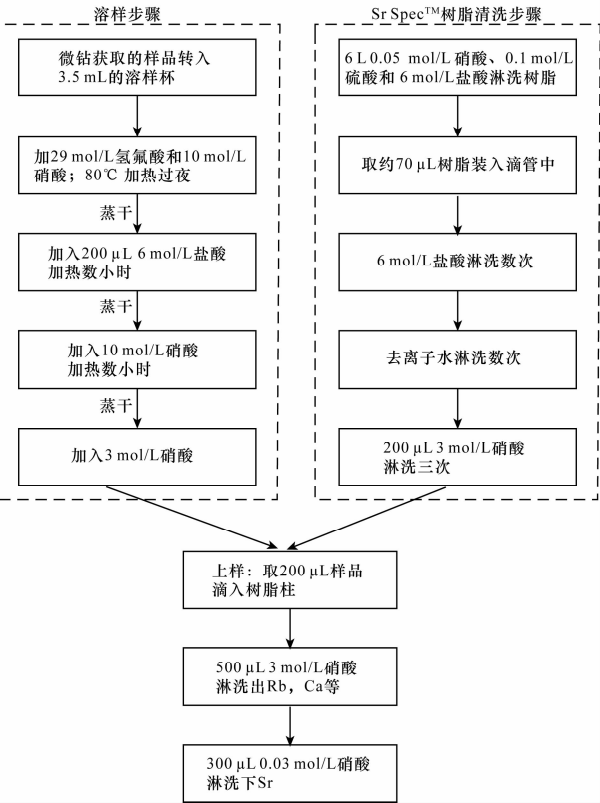 溶样步骤
微钻获取的样品转入
3.5 mL的溶样杯
加29 mol/L氢氟酸和10 mol/L
硝酸；80℃ 加热过夜
蒸干
加入200 μL 6 mol/L盐酸
加热数小时
蒸干
加入10 mol/L硝酸
加热数小时
蒸干
加入3 mol/L硝酸
Sr Spec™树脂清洗步骤
6 L 0.05 mol/L硝酸、0.1 mol/L
硫酸和6 mol/L盐酸淋洗树脂
取约70 μL树脂装入滴管中
6 mol/L盐酸淋洗数次
去离子水淋洗数次
200 μL 3 mol/L硝酸
淋洗三次
上样：取200 μL样品
滴入树脂柱
500 μL 3 mol/L硝酸
淋洗出Rb，Ca等
300 μL 0.03 mol/L硝酸
淋洗下Sr